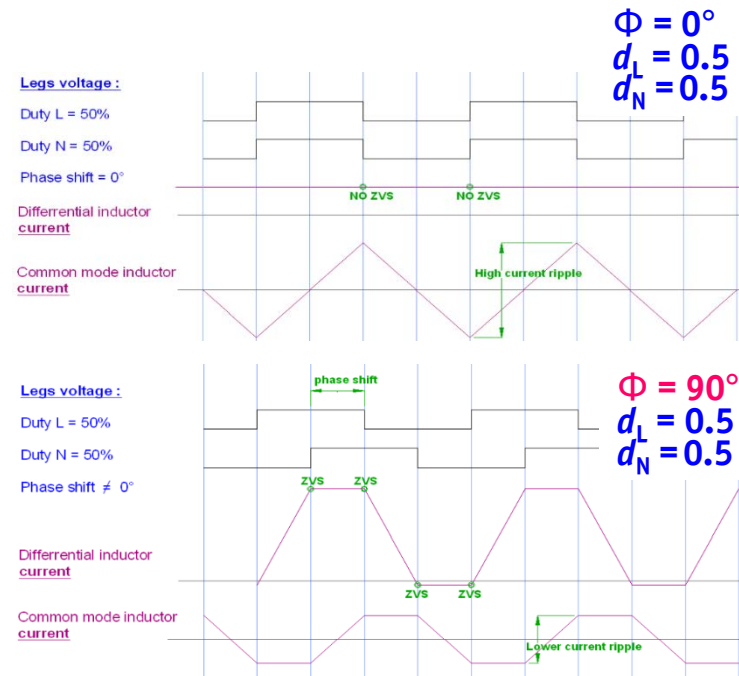 Φ = 0°
dL = 0.5
dN = 0.5
Legs voltage :
Duty L = 50%
Duty N = 50%
Phase shift = 0°
NO ZVS NO ZVS
Differential inductor
current
Common mode inductor
current
High current ripple
phase shift
Φ = 90°
Legs voltage :
dL = 0.5
Duty L = 50%
dN = 0.5
Duty N = 50%
Phase shift ≠ 0°
ZVS ZVS
Differential inductor
current
ZVS ZVS
Common mode inductor
current
Lower current ripple